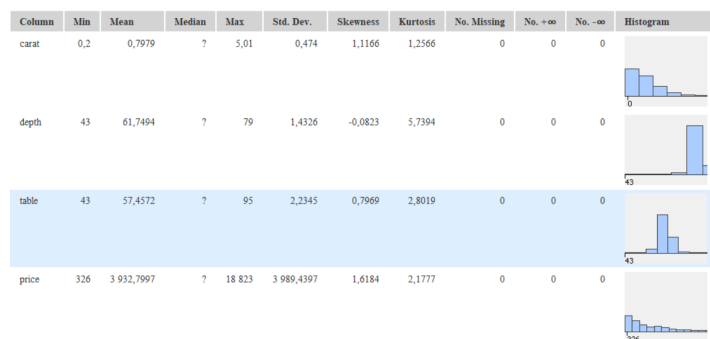 Column Min Mean Median Max Std. Dev. Skewness Kurtosis No. Missing No. +∞ No. -∞ Histogram
carat 0,2 0,7979 ? 5,01 0,474 1,1166 1,2566 0 0 0
0
depth 43 61,7494 ? 79 1,4326 -0,0823 5,7394 0 0 0
43
table 43 57,4572 ? 95 2,2345 0,7969 2,8019 0 0 0
43
price 326 3 932,7997 ? 18 823 3 989,4397 1,6184 2,1777 0 0 0
326